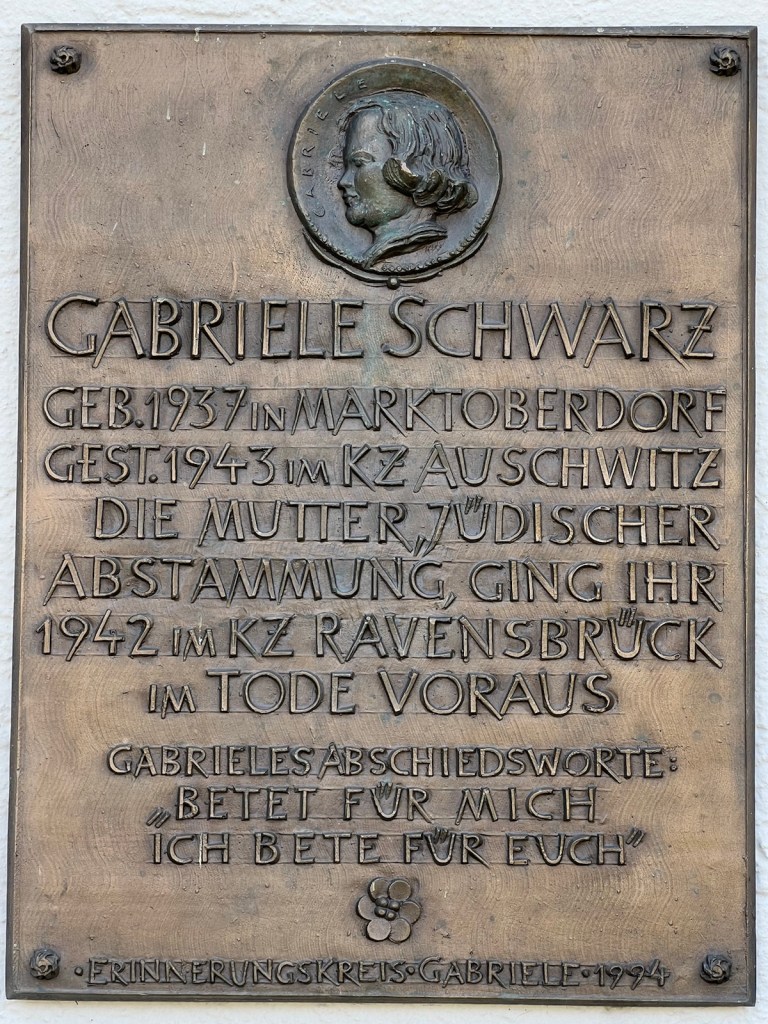 GABRIELE
GABRIELE SCHWARZ
GEB. 1937 IN MARKTOBERDORF
GEST. 1943 IM KZ AUSCHWITZ
DIE MUTTER, JÜDISCHER
ABSTAMMUNG, GING IHR
1942 IM KZ RAVENSBRÜCK
IM TODE VORAUS
GABRIELES ABSCHIEDSWORTE:
„BETET FÜR MICH
ICH BETE FÜR EUCH”
·ERINNERUNGSKREIS·GABRIELE·1994·